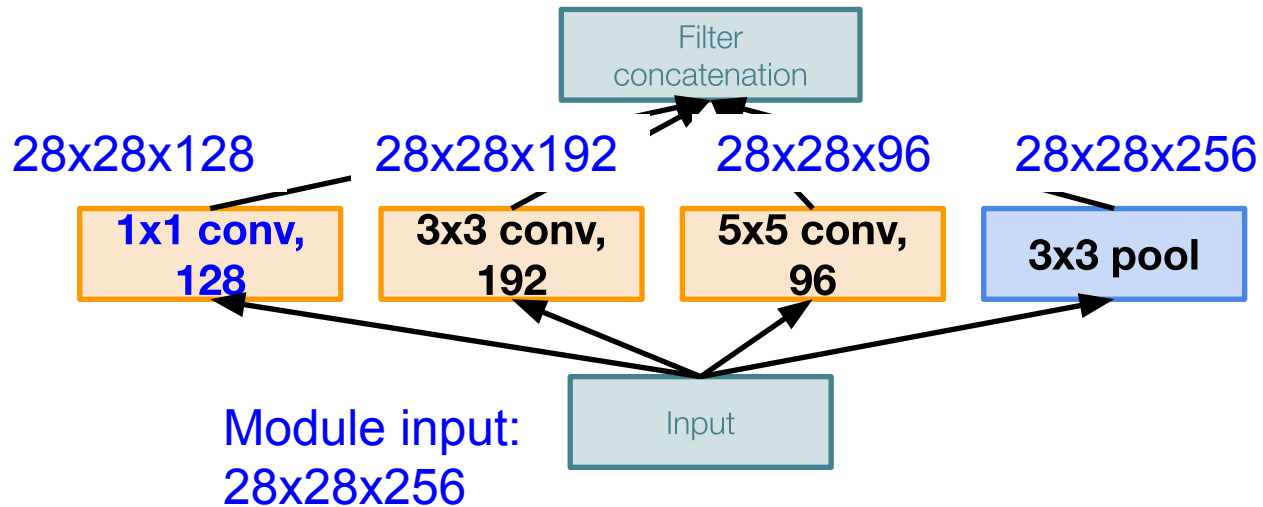 Filter
concatenation
28x28x128
28x28x192
28x28x96
28x28x256
1x1 conv,
128
3x3 conv,
192
5x5 conv,
96
3x3 pool
Input
Module input:
28x28x256